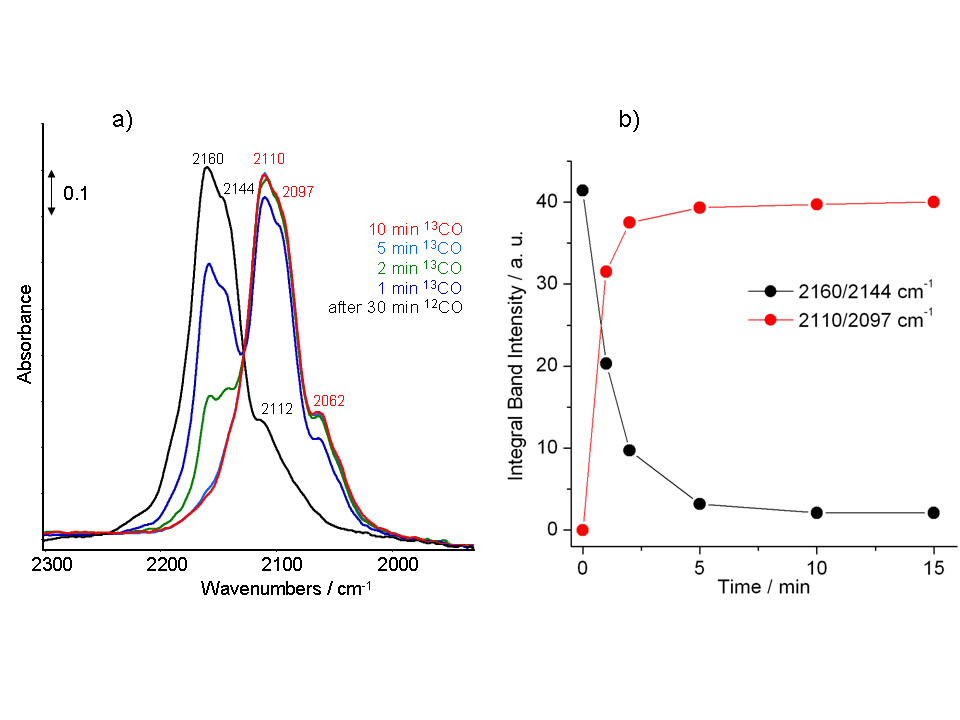 a)
0.1
2160
2144
2110
2097
2112
2062
10 min ¹³CO
5 min ¹³CO
2 min ¹³CO
1 min ¹³CO
after 30 min ¹²CO
Absorbance
2300 2200 2100 2000
Wavenumbers / cm⁻¹
b)
Integral Band Intensity / a. u.
40
30
20
10
0
2160/2144 cm⁻¹
2110/2097 cm⁻¹
0 5 10 15
Time / min